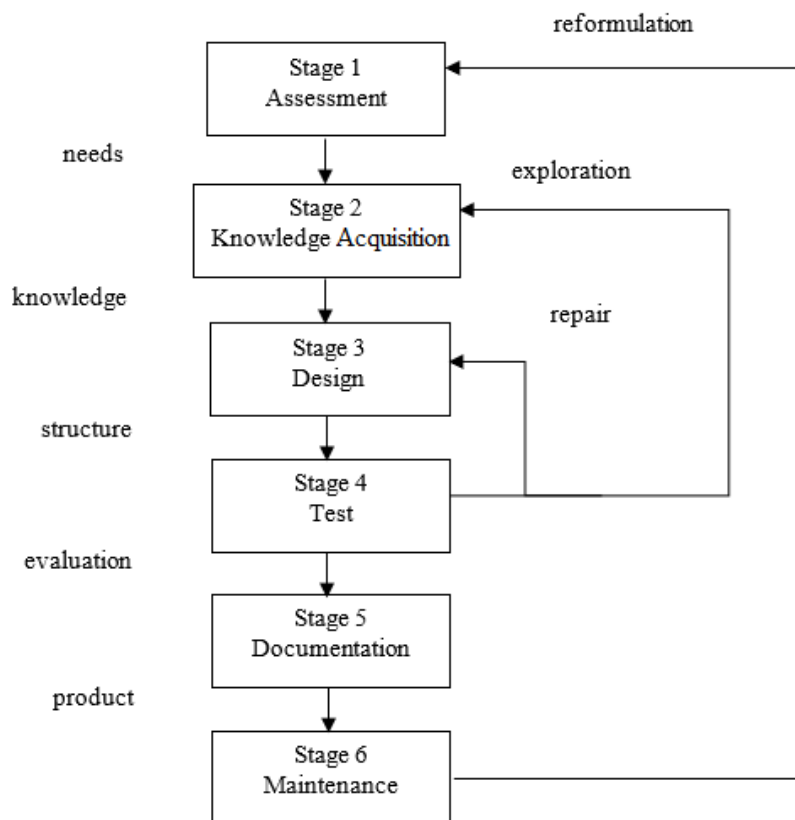 reformulation
Stage 1
Assessment
needs
exploration
Stage 2
Knowledge Acquisition
knowledge
repair
Stage 3
Design
structure
Stage 4
Test
evaluation
Stage 5
Documentation
product
Stage 6
Maintenance